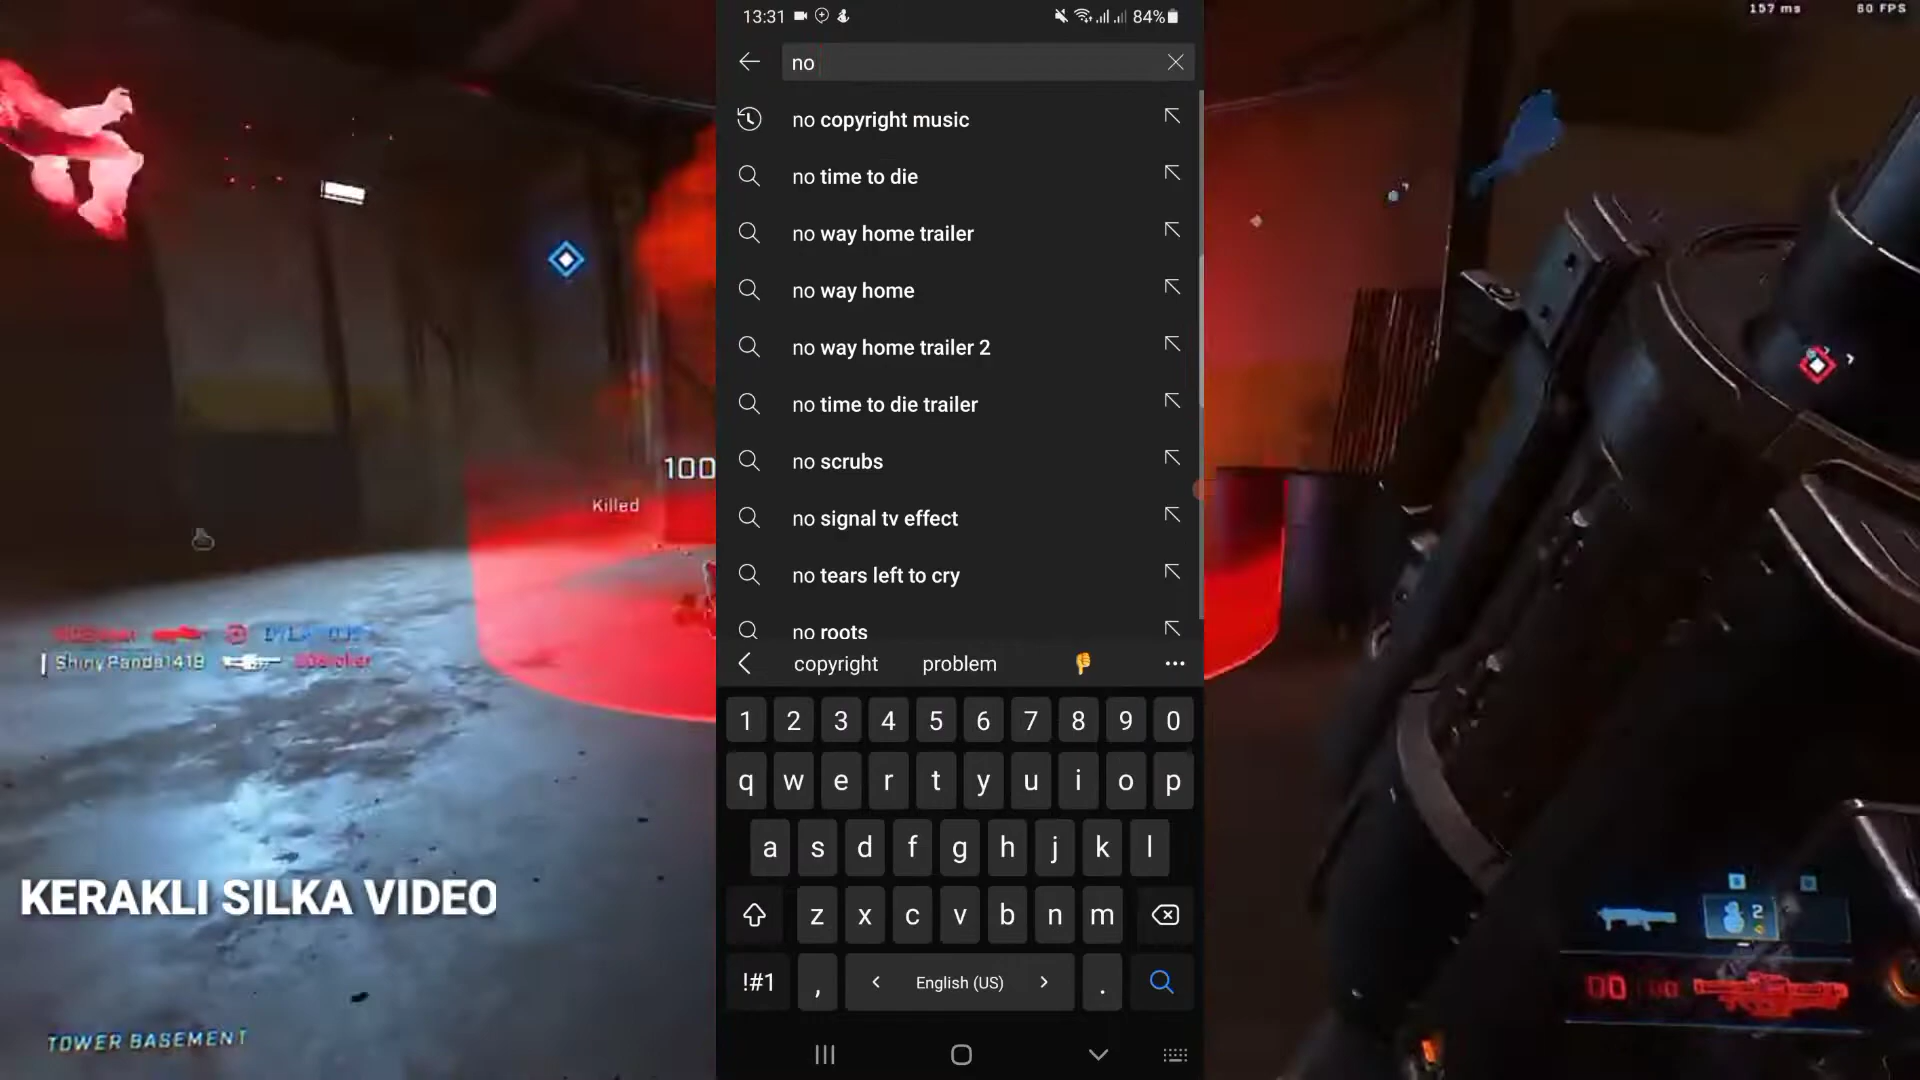 157 ms 60 FPS
13:31 84%
no
no copyright music
no time to die
no way home trailer
no way home
no way home trailer 2
no time to die trailer
no scrubs
no signal tv effect
no tears left to cry
no roots
copyright problem 👎 •••
1 2 3 4 5 6 7 8 9 0
q w e r t y u i o p
a s d f g h j k l
z x c v b n m
!#1 , < English (US) > .
100
Killed
ShinyPanda1419
KERAKLI SILKA VIDEO
TOWER BASEMENT
2